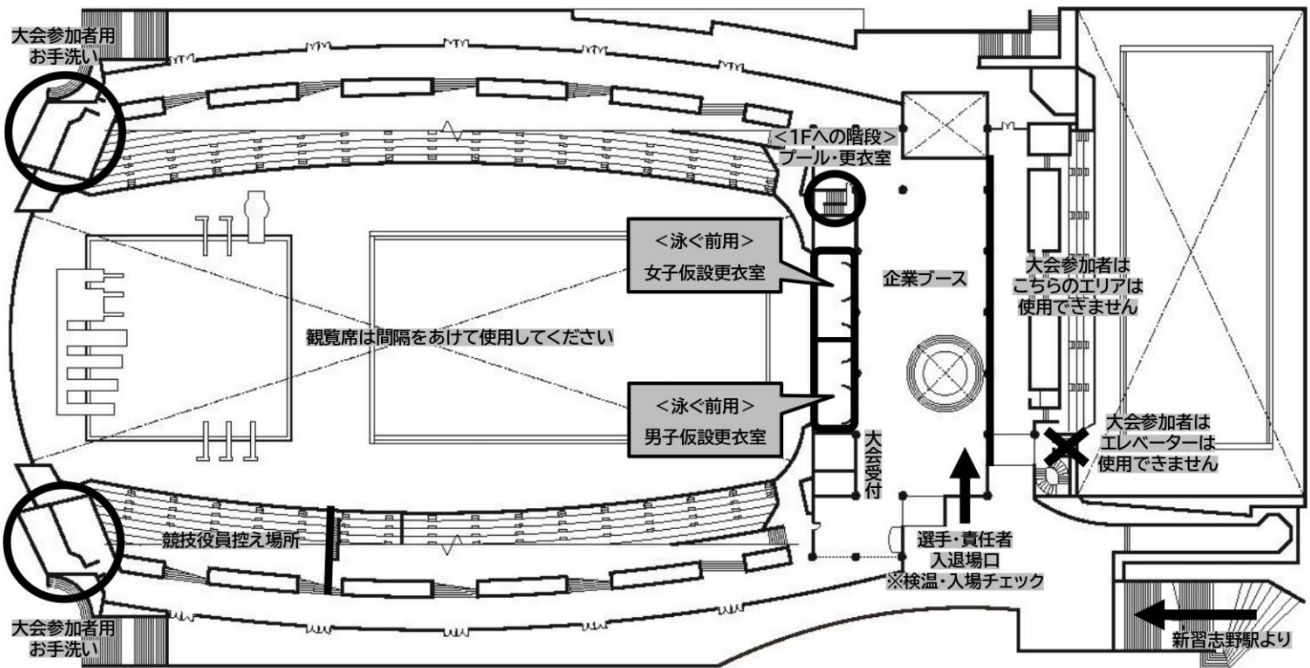 大会参加者用
お手洗い
<1Fへの階段>
プール・更衣室
<泳ぐ前用>
女子仮設更衣室
企業ブース
大会参加者は
こちらのエリアは
使用できません
観覧席は間隔をあけて使用してください
<泳ぐ前用>
男子仮設更衣室
大会受付
大会参加者は
エレベーターは
使用できません
競技役員控え場所
選手・責任者
入退場口
※検温・入場チェック
大会参加者用
お手洗い
新習志野駅より